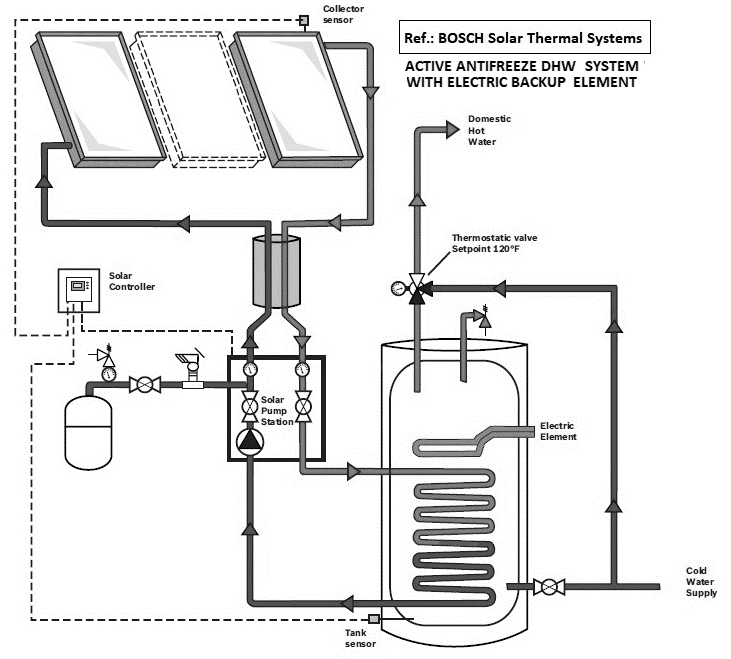 Collector
sensor
Ref.: BOSCH Solar Thermal Systems
ACTIVE ANTIFREEZE DHW SYSTEM
WITH ELECTRIC BACKUP ELEMENT
Domestic
Hot
Water
Thermostatic valve
Setpoint 120°F
Solar
Controller
Solar
Pump
Station
Electric
Element
Cold
Water
Supply
Tank
sensor